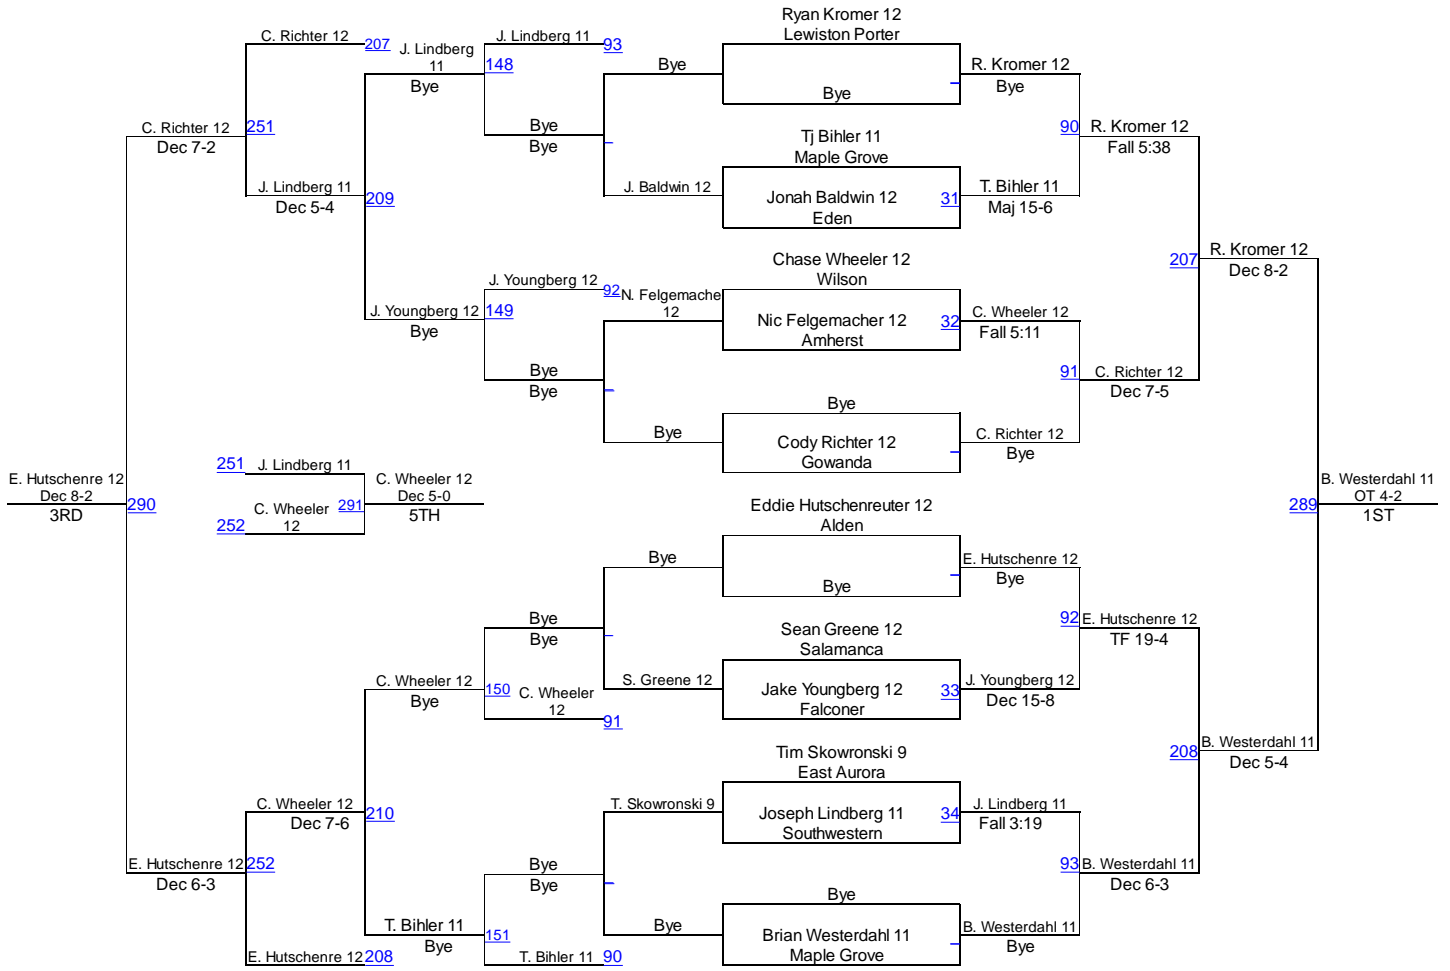 Ryan Kromer 12
Lewiston Porter
C. Richter 12
207
J. Lindberg
11
148
Bye
J. Lindberg 11
93
Bye
Bye
R. Kromer 12
Bye
C. Richter 12
251
Dec 7-2
Bye
Bye
Tj Bihler 11
Maple Grove
90
R. Kromer 12
Fall 5:38
J. Lindberg 11
Dec 5-4
209
J. Baldwin 12
Jonah Baldwin 12
Eden
31
T. Bihler 11
Maj 15-6
Chase Wheeler 12
Wilson
207
R. Kromer 12
Dec 8-2
J. Youngberg 12
92
N. Felgemache
12
J. Youngberg 12
149
Bye
Nic Felgemacher 12
Amherst
32
C. Wheeler 12
Fall 5:11
Bye
Bye
91
C. Richter 12
Dec 7-5
Bye
Bye
Cody Richter 12
Gowanda
C. Richter 12
Bye
E. Hutschenre 12
Dec 8-2
3RD
290
251
J. Lindberg 11
C. Wheeler
12
252
291
C. Wheeler 12
Dec 5-0
5TH
Eddie Hutschenreuter 12
Alden
289
B. Westerdahl 11
OT 4-2
1ST
Bye
Bye
E. Hutschenre 12
Bye
Bye
Bye
Sean Greene 12
Salamanca
92
E. Hutschenre 12
TF 19-4
C. Wheeler 12
Bye
150
C. Wheeler
12
91
S. Greene 12
Jake Youngberg 12
Falconer
33
J. Youngberg 12
Dec 15-8
Tim Skowronski 9
East Aurora
208
B. Westerdahl 11
Dec 5-4
C. Wheeler 12
Dec 7-6
210
T. Skowronski 9
Joseph Lindberg 11
Southwestern
34
J. Lindberg 11
Fall 3:19
E. Hutschenre 12
252
Dec 6-3
Bye
Bye
93
B. Westerdahl 11
Dec 6-3
Bye
T. Bihler 11
Bye
151
Bye
Brian Westerdahl 11
Maple Grove
B. Westerdahl 11
Bye
E. Hutschenre 12
208
T. Bihler 11
90